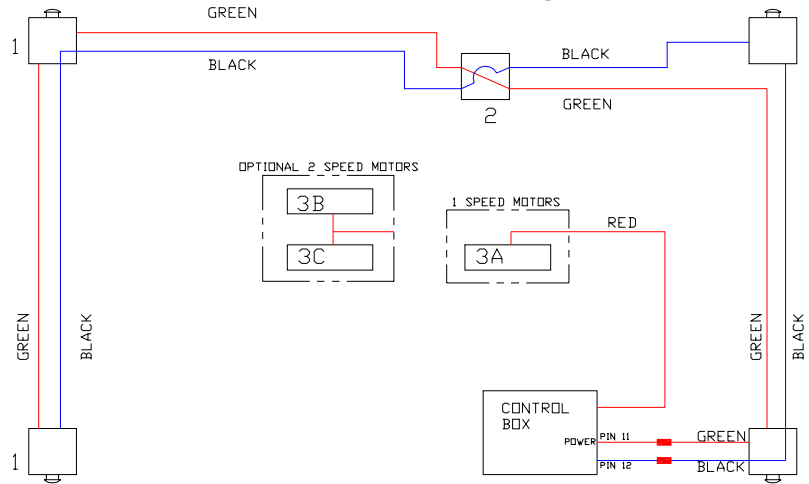 GREEN
1
BLACK
BLACK
GREEN
2
OPTIONAL 2 SPEED MOTORS
3B
3C
1 SPEED MOTORS
3A
RED
GREEN
BLACK
GREEN
BLACK
CONTROL
BOX
POWER
PIN 11
GREEN
PIN 12
BLACK
1